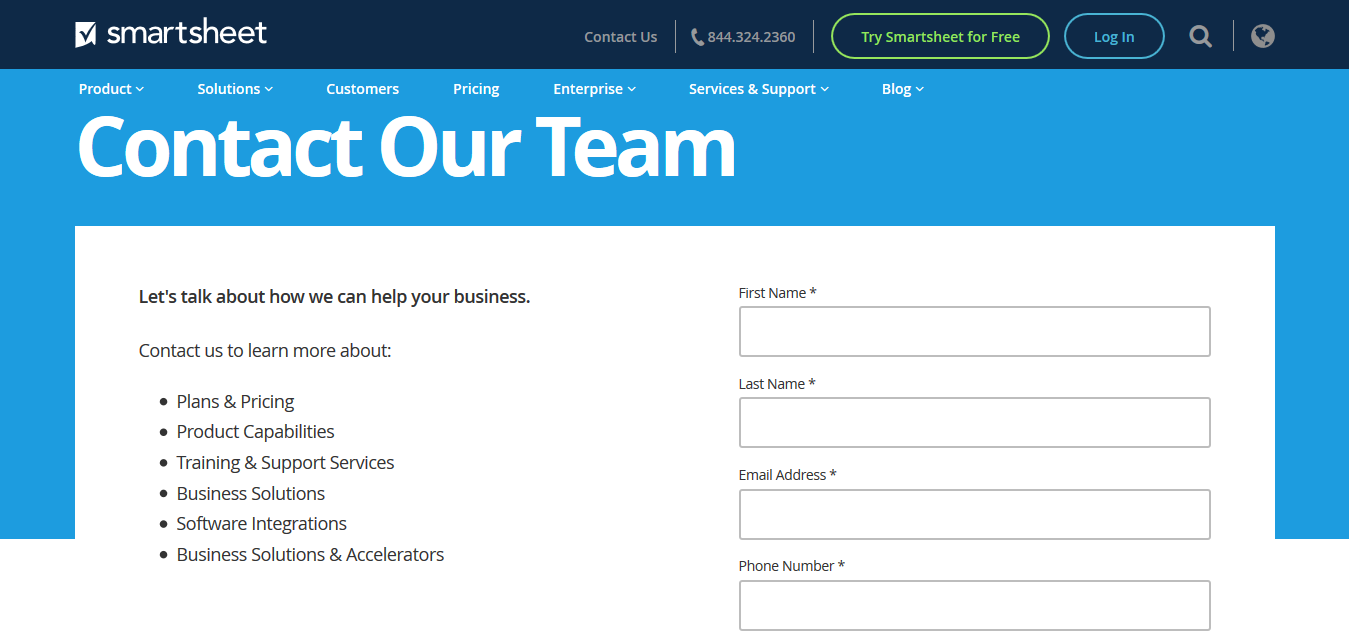 smartsheet
Contact Us
844.324.2360
Try Smartsheet for Free
Log In
Product
Solutions
Customers
Pricing
Enterprise
Services & Support
Blog
Contact Our Team
Let's talk about how we can help your business.
Contact us to learn more about:
Plans & Pricing
Product Capabilities
Training & Support Services
Business Solutions
Software Integrations
Business Solutions & Accelerators
First Name *
Last Name *
Email Address *
Phone Number *